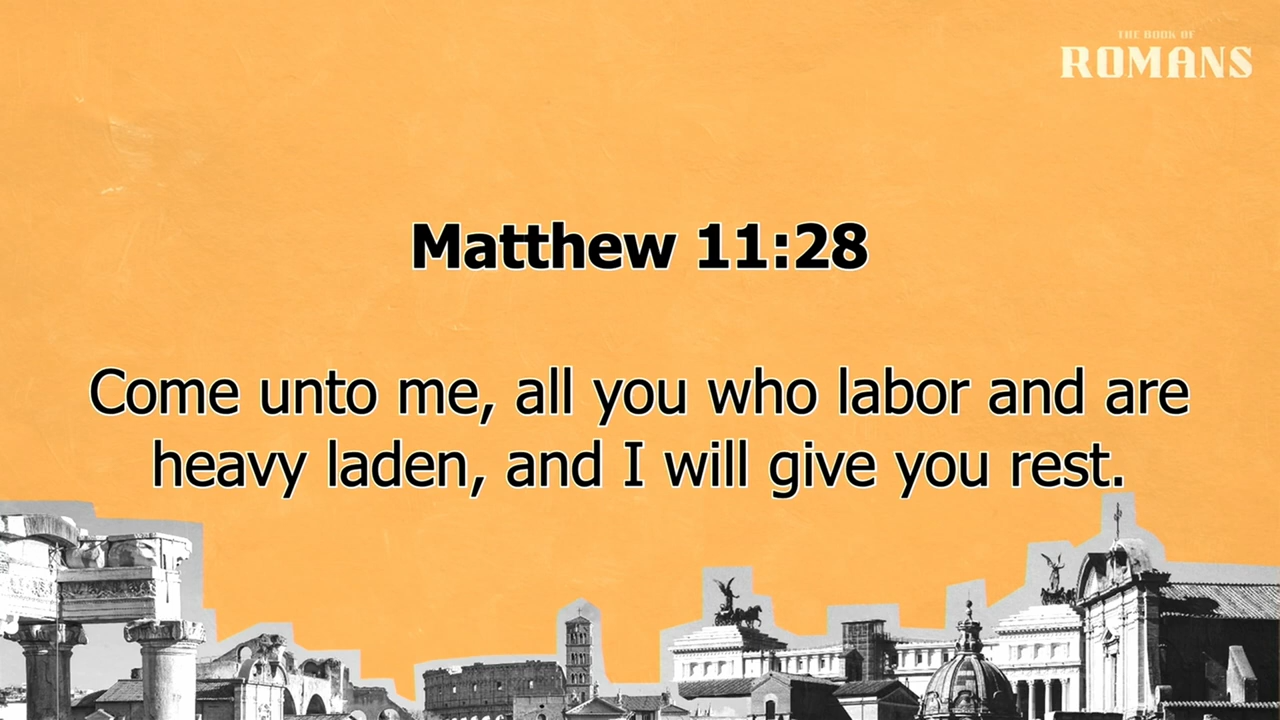 THE BOOK OF
ROMANS
Matthew 11:28
Come unto me, all you who labor and are
heavy laden, and I will give you rest.